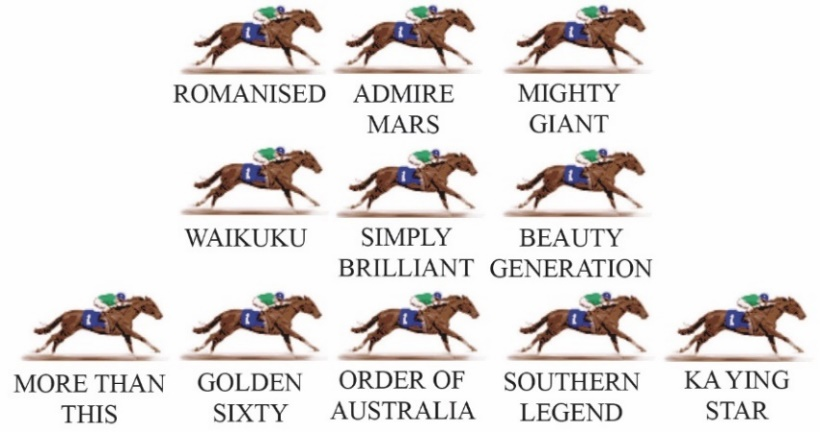 ROMANISED ADMIRE MARS MIGHTY GIANT
WAIKUKU SIMPLY BRILLIANT BEAUTY GENERATION
MORE THAN THIS GOLDEN SIXTY ORDER OF AUSTRALIA SOUTHERN LEGEND KA YING STAR